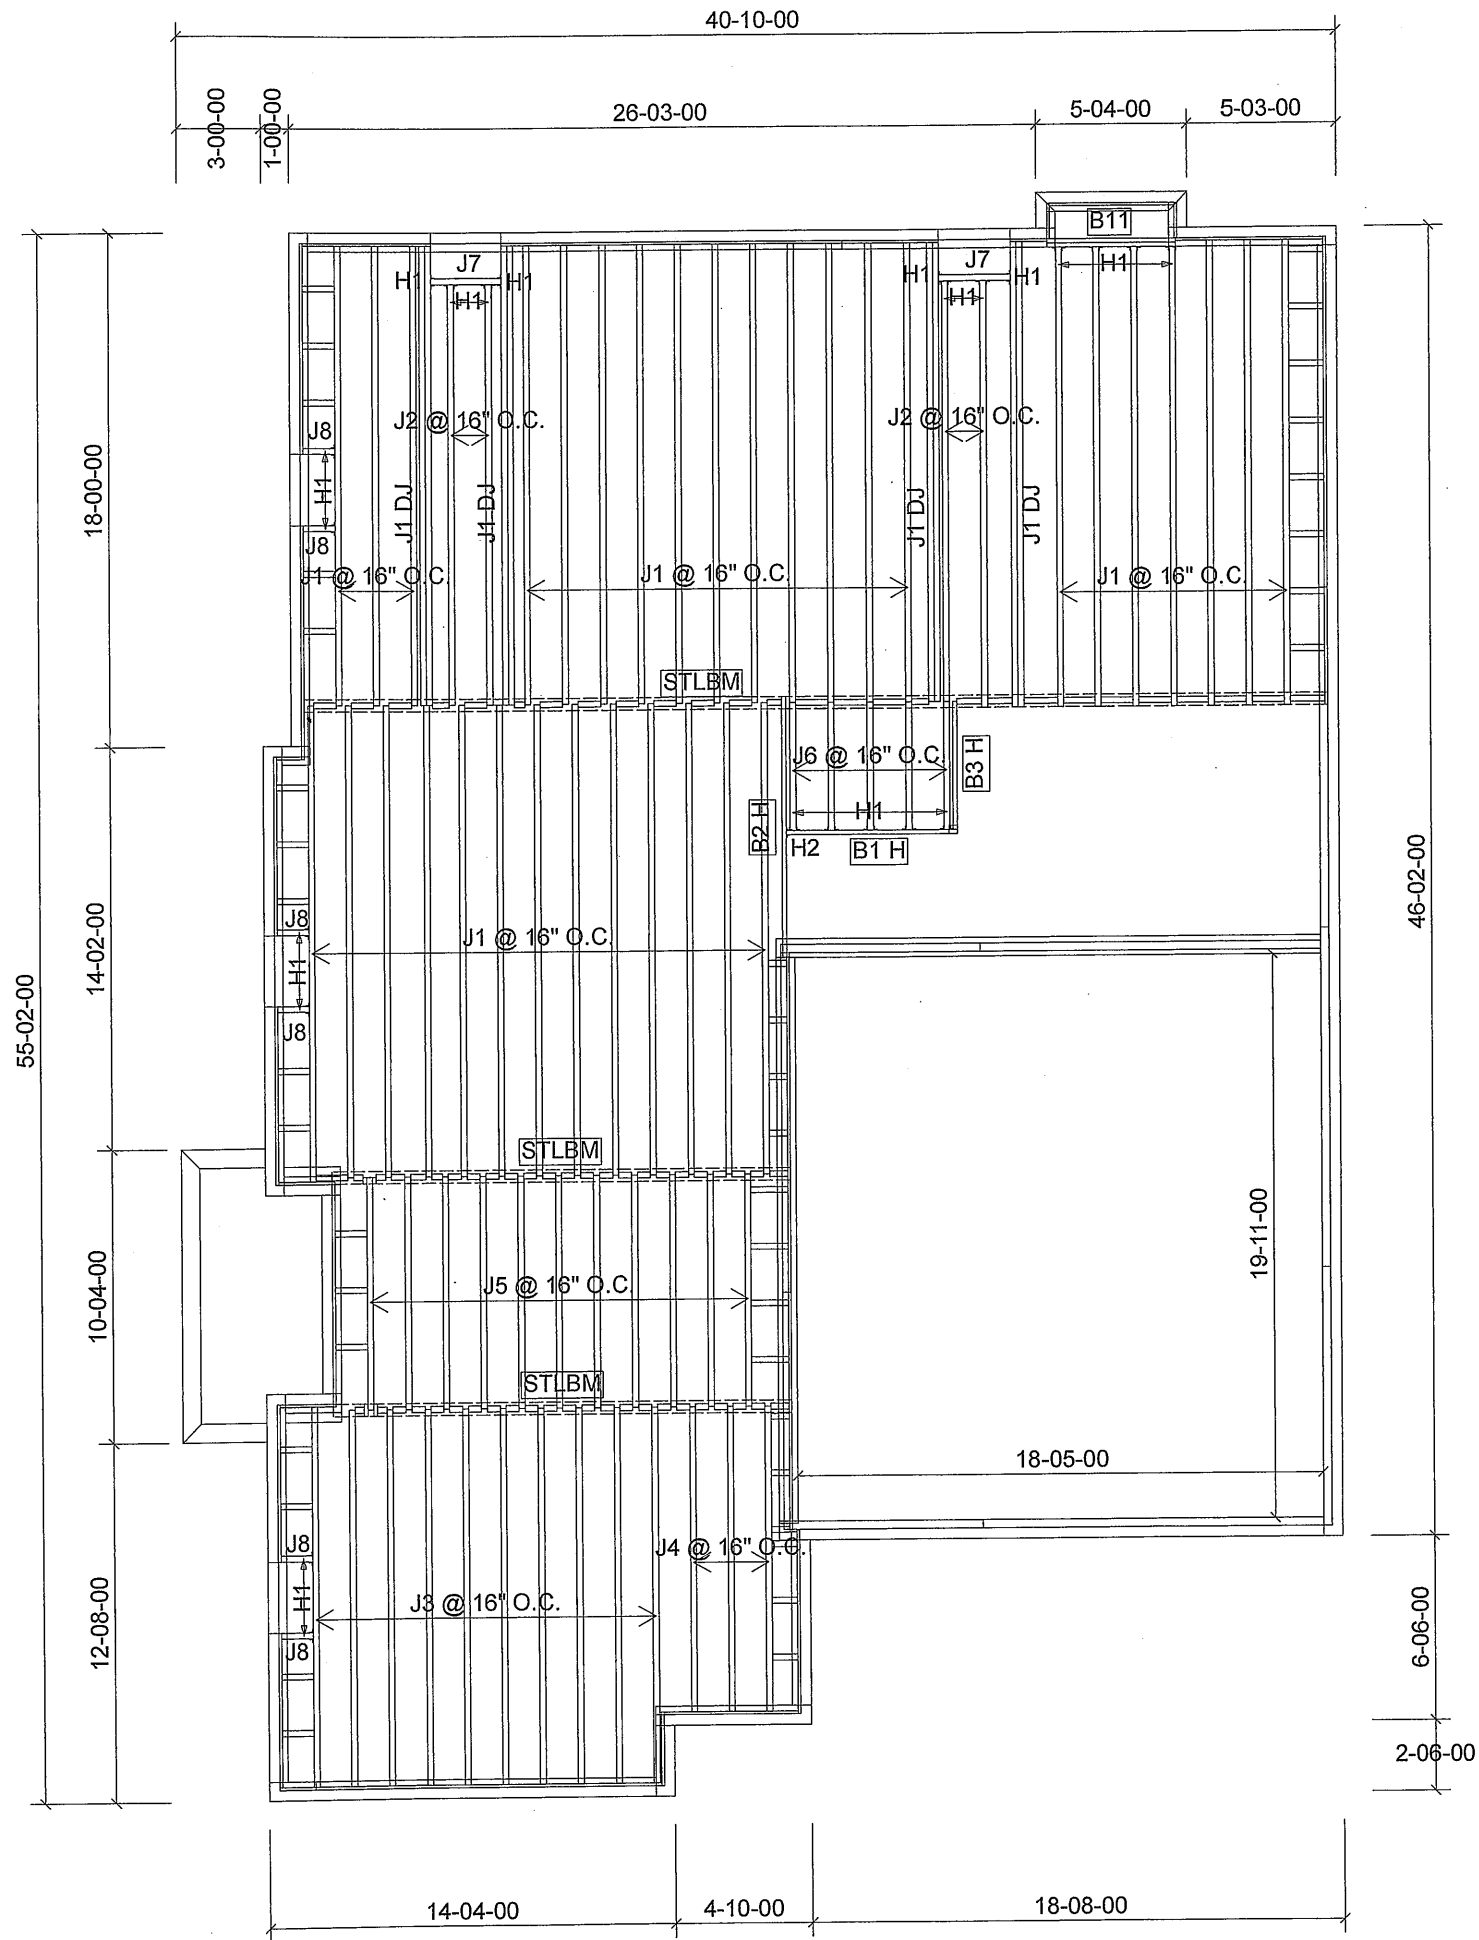 40-10-00
3-00-00
1-00-00
26-03-00
5-04-00
5-03-00
B11
J7
J7
H1
H1
H1
H1
H1
H1
H1
J2 @ 16" O.C.
J2 @ 16" O.C.
J8
H1
J8
J1 DJ
J1 DJ
J1 DJ
J1 DJ
J1 @ 16" O.C.
J1 @ 16" O.C.
J1 @ 16" O.C.
18-00-00
STLBM
J6 @ 16" O.C.
B3 H
H1
B2 H
H2
B1 H
46-02-00
J8
J1 @ 16" O.C.
H1
J8
14-02-00
55-02-00
STLBM
19-11-00
J5 @ 16" O.C.
10-04-00
STLBM
18-05-00
J8
J4 @ 16" O.C.
H1
J3 @ 16" O.C.
J8
12-08-00
6-06-00
2-06-00
14-04-00
4-10-00
18-08-00